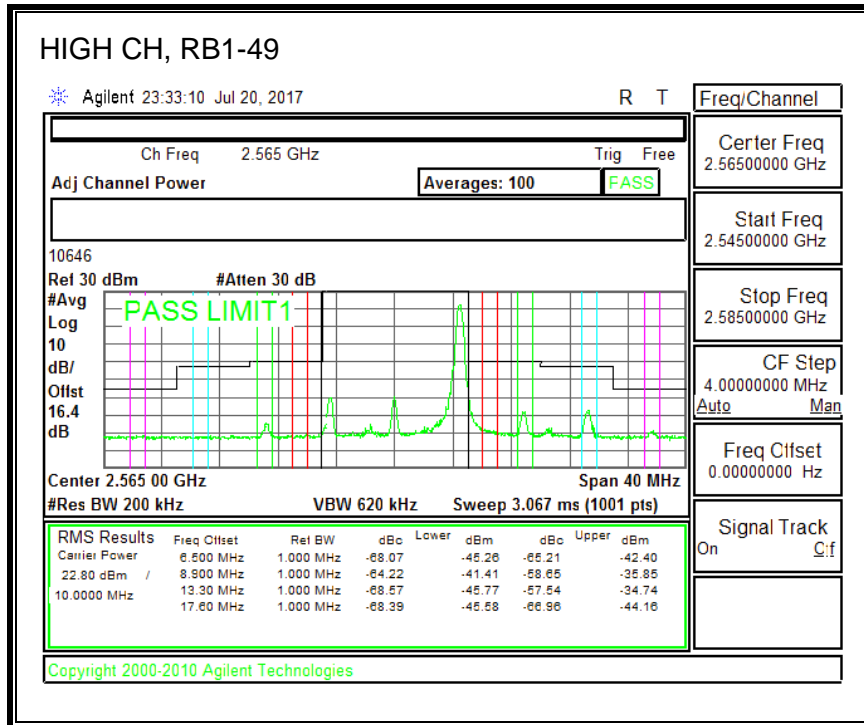 HIGH CH, RB1-49
Agilent 23:33:10 Jul 20, 2017 R T
Freq/Channel
Ch Freq 2.565 GHz Trig Free
Adj Channel Power Averages: 100 PASS
Center Freq
2.56500000 GHz
Start Freq
2.54500000 GHz
Stop Freq
2.58500000 GHz
CF Step
4.00000000 MHz
Auto Man
Freq Offset
0.00000000 Hz
Signal Track
On Off
10646
Ref 30 dBm #Atten 30 dB
#Avg
Log
10
dB/
Offst
16.4
dB
PASS LIMIT1
Center 2.565 00 GHz Span 40 MHz
#Res BW 200 kHz VBW 620 kHz Sweep 3.067 ms (1001 pts)
RMS Results Freq Offset Ref BW dBc Lower dBm dBc Upper dBm
Carrier Power 6.500 MHz 1.000 MHz -68.07 -45.26 -65.21 -42.40
22.80 dBm / 8.900 MHz 1.000 MHz -64.22 -41.41 -58.65 -35.85
10.0000 MHz 13.30 MHz 1.000 MHz -68.57 -45.77 -57.54 -34.74
17.60 MHz 1.000 MHz -68.39 -45.58 -66.96 -44.16
Copyright 2000-2010 Agilent Technologies